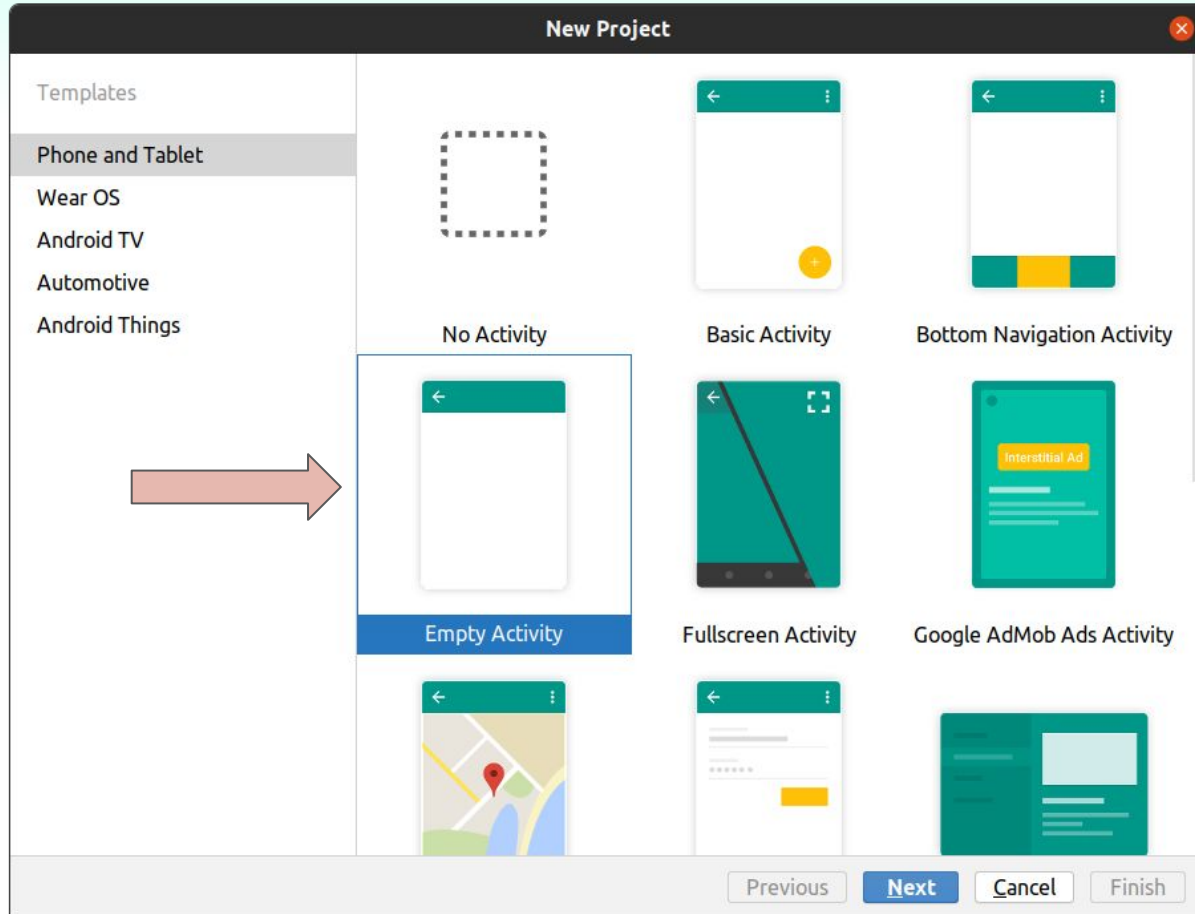 New Project
Templates
Phone and Tablet
Wear OS
Android TV
Automotive
Android Things
No Activity
Basic Activity
Bottom Navigation Activity
Interstitial Ad
Empty Activity
Fullscreen Activity
Google AdMob Ads Activity
Previous
Next
Cancel
Finish